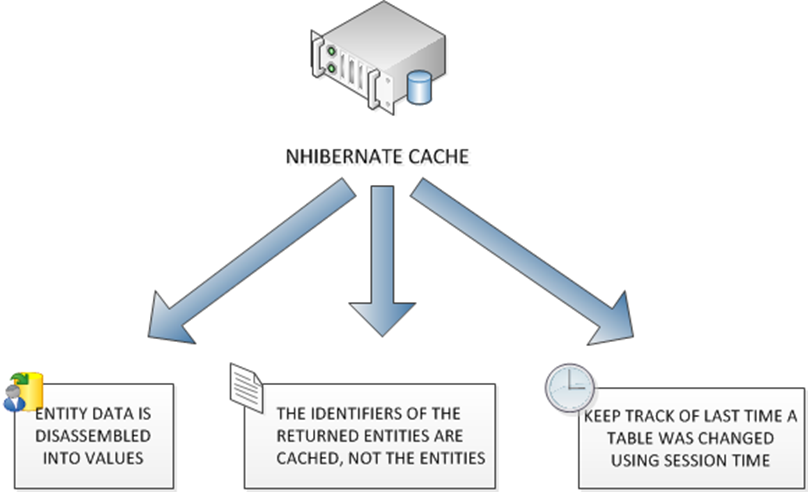 NHIBERNATE CACHE
ENTITY DATA IS
DISASSEMBLED
INTO VALUES
THE IDENTIFIERS OF THE
RETURNED ENTITIES ARE
CACHED, NOT THE ENTITIES
KEEP TRACK OF LAST TIME A
TABLE WAS CHANGED
USING SESSION TIME